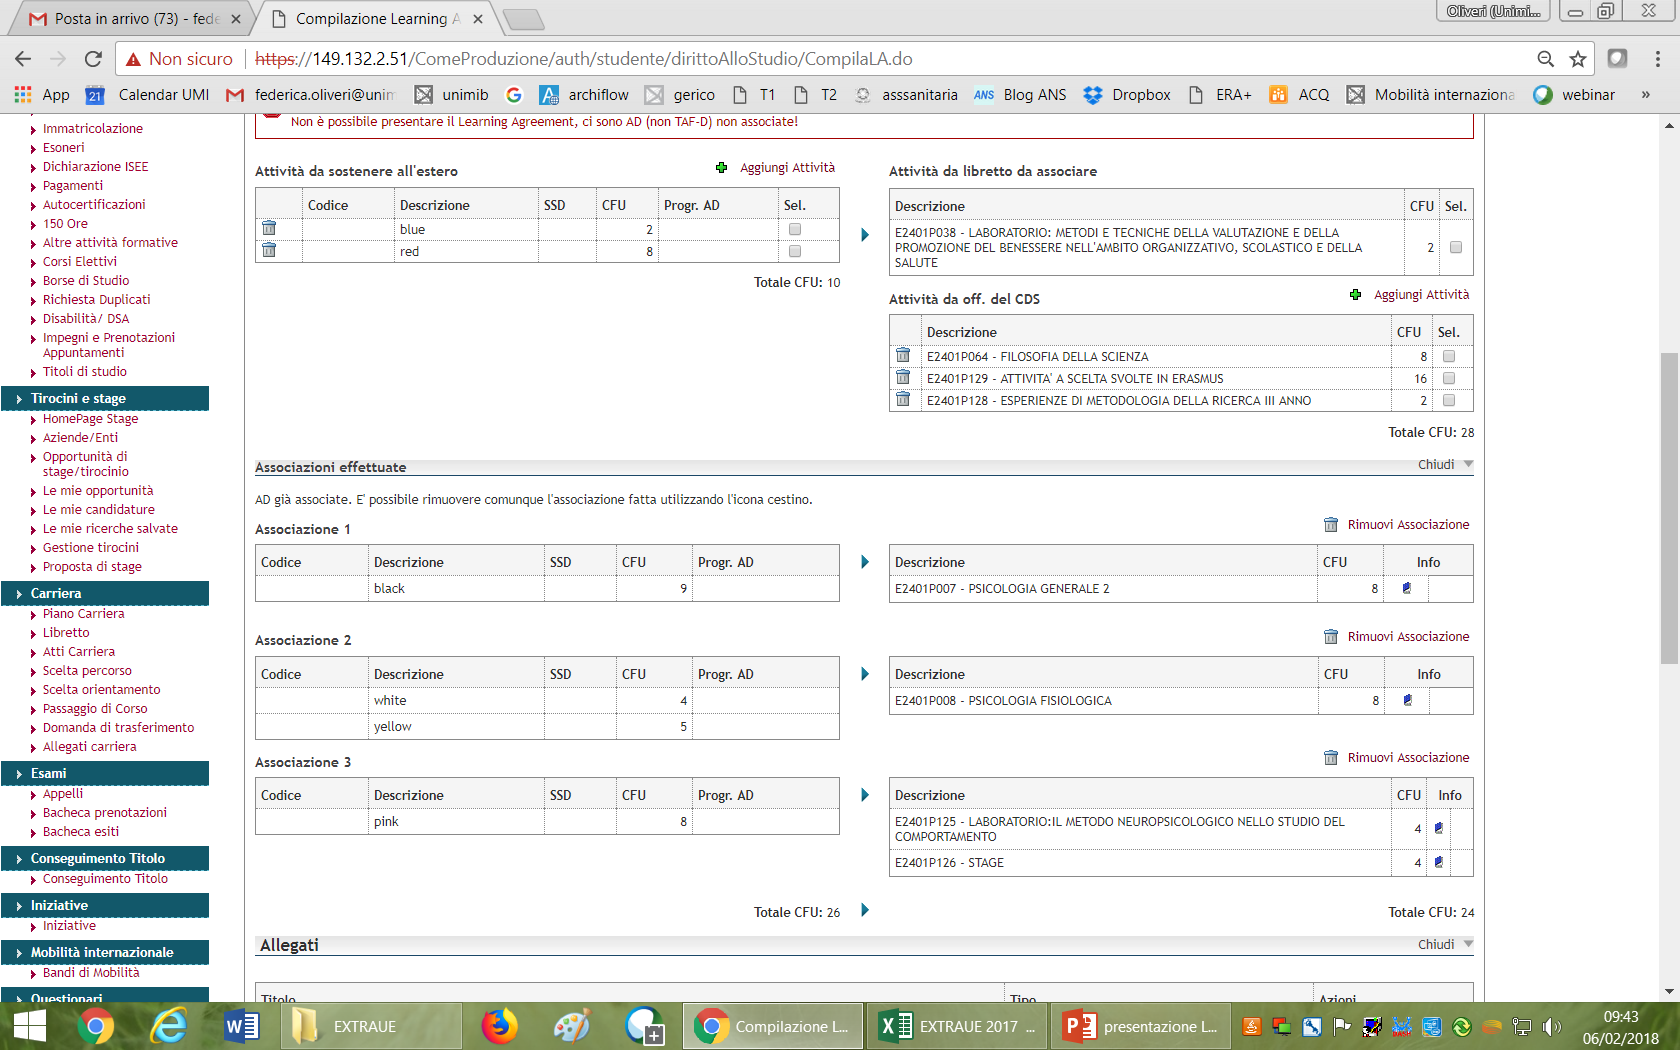 Posta in arrivo (73) - fede
Compilazione Learning A
Oliveri (Unimi...
Non sicuro
https://149.132.2.51/ComeProduzione/auth/studente/dirittoAlloStudio/CompilaLA.do
App
21
Calendar UMI
federica.oliveri@unim
unimib
archiflow
gerico
T1
T2
asssanitaria
ANS
Blog ANS
Dropbox
ERA+
ACQ
Mobilità internaziona
webinar
»
Immatricolazione
Esoneri
Dichiarazione ISEE
Pagamenti
Autocertificazioni
150 Ore
Altre attività formative
Corsi Elettivi
Borse di Studio
Richiesta Duplicati
Disabilità/ DSA
Impegni e Prenotazioni
Appuntamenti
Titoli di studio
Tirocini e stage
HomePage Stage
Aziende/Enti
Opportunità di
stage/tirocinio
Le mie opportunità
Le mie candidature
Le mie ricerche salvate
Gestione tirocini
Proposta di stage
Carriera
Piano Carriera
Libretto
Atti Carriera
Scelta percorso
Scelta orientamento
Passaggio di Corso
Domanda di trasferimento
Allegati carriera
Esami
Appelli
Bacheca prenotazioni
Bacheca esiti
Conseguimento Titolo
Conseguimento Titolo
Iniziative
Iniziative
Mobilità internazionale
Bandi di Mobilità
Questionari
Non è possibile presentare il Learning Agreement, ci sono AD (non TAF-D) non associate!
Attività da sostenere all'estero
Aggiungi Attività
Codice Descrizione SSD CFU Progr. AD Sel.
blue 2
red 8
Totale CFU: 10
Attività da libretto da associare
Descrizione CFU Sel.
E2401P038 - LABORATORIO: METODI E TECNICHE DELLA VALUTAZIONE E DELLA
PROMOZIONE DEL BENESSERE NELL'AMBITO ORGANIZZATIVO, SCOLASTICO E DELLA 2
SALUTE
Attività da off. del CDS
Aggiungi Attività
Descrizione CFU Sel.
E2401P064 - FILOSOFIA DELLA SCIENZA 8
E2401P129 - ATTIVITA' A SCELTA SVOLTE IN ERASMUS 16
E2401P128 - ESPERIENZE DI METODOLOGIA DELLA RICERCA III ANNO 2
Totale CFU: 28
Associazioni effettuate
Chiudi
AD già associate. E' possibile rimuovere comunque l'associazione fatta utilizzando l'icona cestino.
Associazione 1
Rimuovi Associazione
Codice Descrizione SSD CFU Progr. AD
black 9
Descrizione CFU Info
E2401P007 - PSICOLOGIA GENERALE 2 8
Associazione 2
Rimuovi Associazione
Codice Descrizione SSD CFU Progr. AD
white 4
yellow 5
Descrizione CFU Info
E2401P008 - PSICOLOGIA FISIOLOGICA 8
Associazione 3
Rimuovi Associazione
Codice Descrizione SSD CFU Progr. AD
pink 8
Descrizione CFU Info
E2401P125 - LABORATORIO:IL METODO NEUROPSICOLOGICO NELLO STUDIO DEL
COMPORTAMENTO 4
E2401P126 - STAGE 4
Totale CFU: 26
Totale CFU: 24
Allegati
Chiudi
Titolo Tipo Azioni
EXTRAUE
Compilazione L...
EXTRAUE 2017 ...
presentazione L...
09:43
06/02/2018